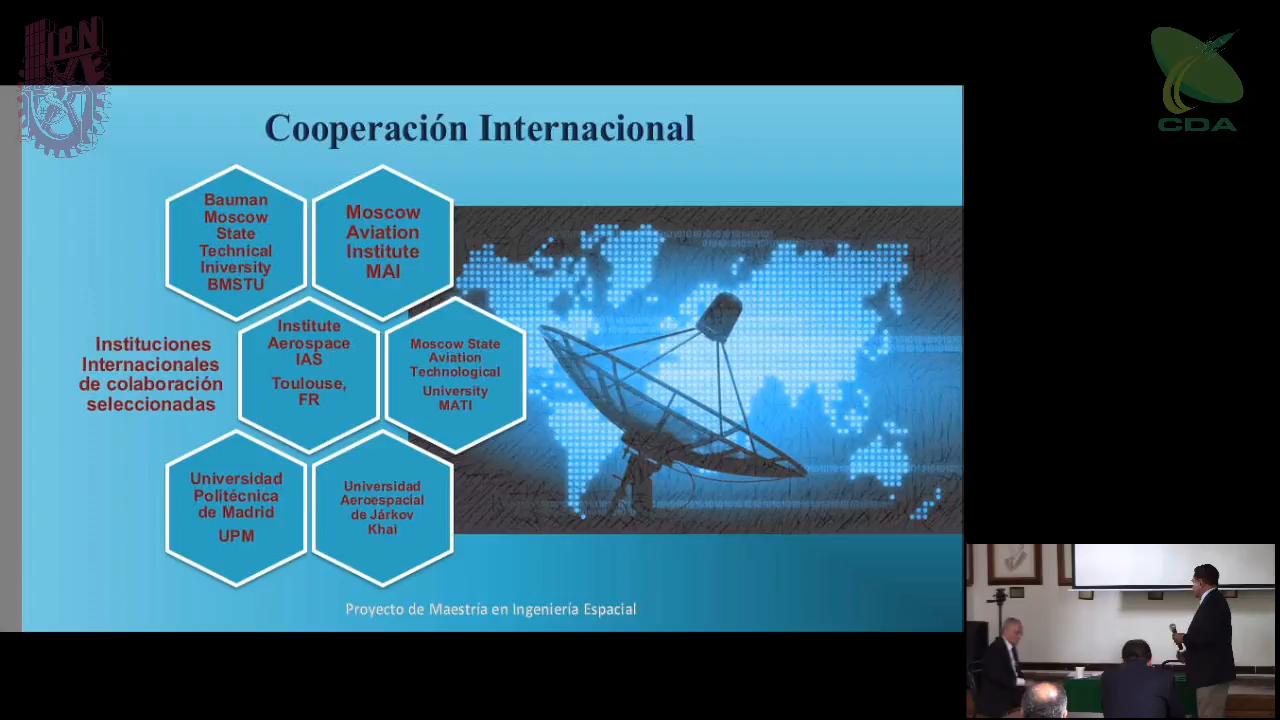 IPN
CDA
Cooperación Internacional
Bauman
Moscow
State
Technical
Iniversity
BMSTU
Moscow
Aviation
Institute
MAI
Instituciones
Internacionales
de colaboración
seleccionadas
Institute
Aerospace
IAS
Toulouse,
FR
Moscow State
Aviation
Technological
University
MATI
Universidad
Politécnica
de Madrid
UPM
Universidad
Aeroespacial
de Járkov
Khai
Proyecto de Maestría en Ingeniería Espacial